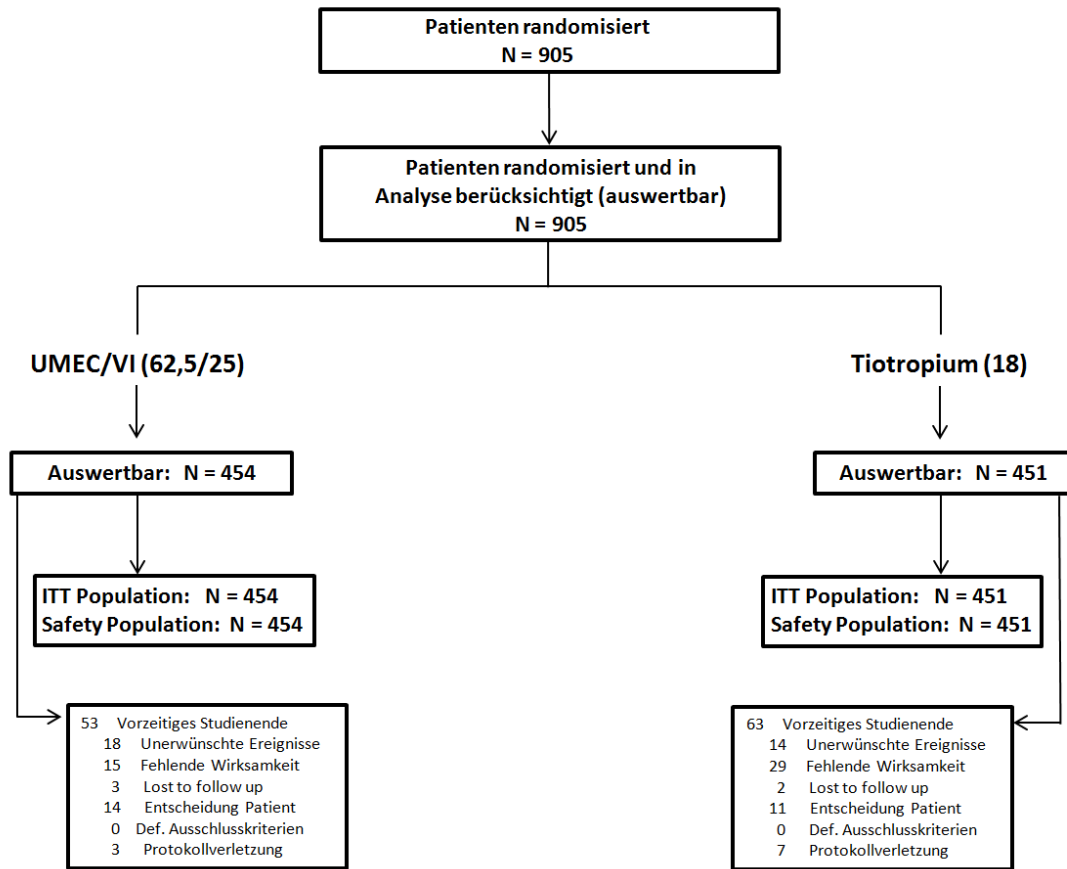 Patienten randomisiert
N = 905
Patienten randomisiert und in
Analyse berücksichtigt (auswertbar)
N = 905
UMEC/VI (62,5/25)
Tiotropium (18)
Auswertbar: N = 454
Auswertbar: N = 451
ITT Population: N = 454
Safety Population: N = 454
ITT Population: N = 451
Safety Population: N = 451
53 Vorzeitiges Studienende
18 Unerwünschte Ereignisse
15 Fehlende Wirksamkeit
3 Lost to follow up
14 Entscheidung Patient
0 Def. Ausschlusskriterien
3 Protokollverletzung
63 Vorzeitiges Studienende
14 Unerwünschte Ereignisse
29 Fehlende Wirksamkeit
2 Lost to follow up
11 Entscheidung Patient
0 Def. Ausschlusskriterien
7 Protokollverletzung